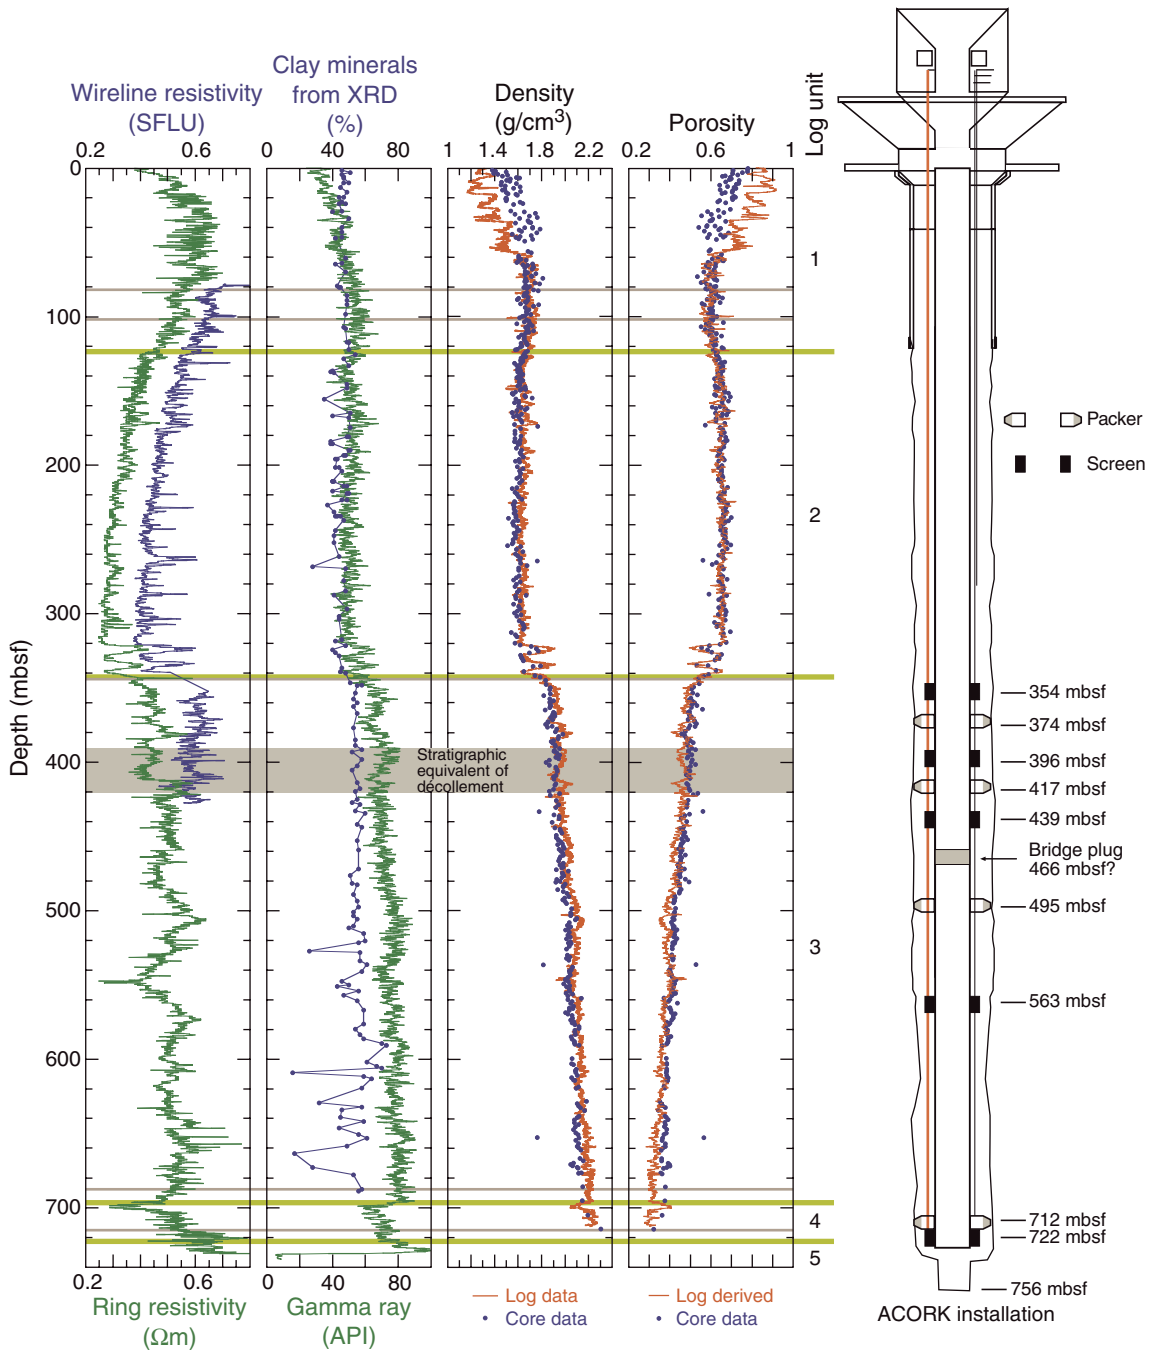 Wireline resistivity
(SFLU)
0.2 0.6
Clay minerals
from XRD
(%)
0 40 80
Density
(g/cm3)
1 1.4 1.8 2.2
Porosity
0.2 0.6 1
Log unit
Depth (mbsf)
0
100
200
300
400
500
600
700
1
2
3
4
5
Stratigraphic
equivalent of
décollement
Packer
Screen
354 mbsf
374 mbsf
396 mbsf
417 mbsf
439 mbsf
Bridge plug
466 mbsf?
495 mbsf
563 mbsf
712 mbsf
722 mbsf
756 mbsf
ACORK installation
0.2 0.6
Ring resistivity
(Ωm)
0 40 80
Gamma ray
(API)
Log data
Core data
Log derived
Core data